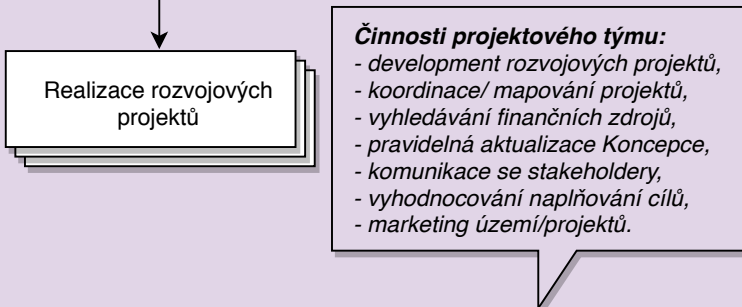 Realizace rozvojových
projektů
Činnosti projektového týmu:
- development rozvojových projektů,
- koordinace/ mapování projektů,
- vyhledávání finančních zdrojů,
- pravidelná aktualizace Koncepce,
- komunikace se stakeholdery,
- vyhodnocování naplňování cílů,
- marketing území/projektů.